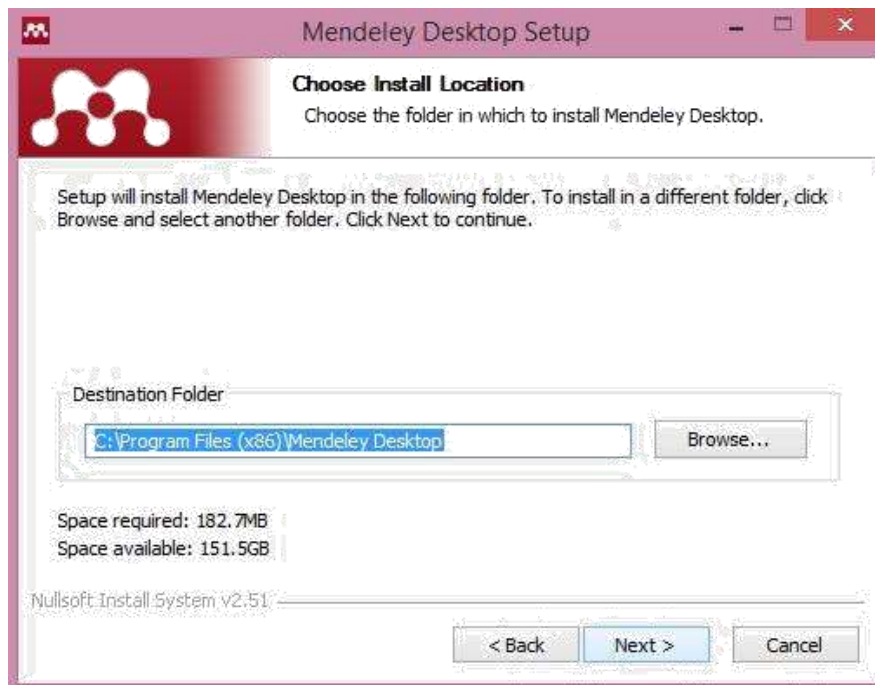 Mendeley Desktop Setup
Choose Install Location
Choose the folder in which to install Mendeley Desktop.
Setup will install Mendeley Desktop in the following folder. To install in a different folder, click
Browse and select another folder. Click Next to continue.
Destination Folder
C:\Program Files (x86)\Mendeley Desktop
Browse...
Space required: 182.7MB
Space available: 151.5GB
Nullsoft Install System v2.51
< Back
Next >
Cancel